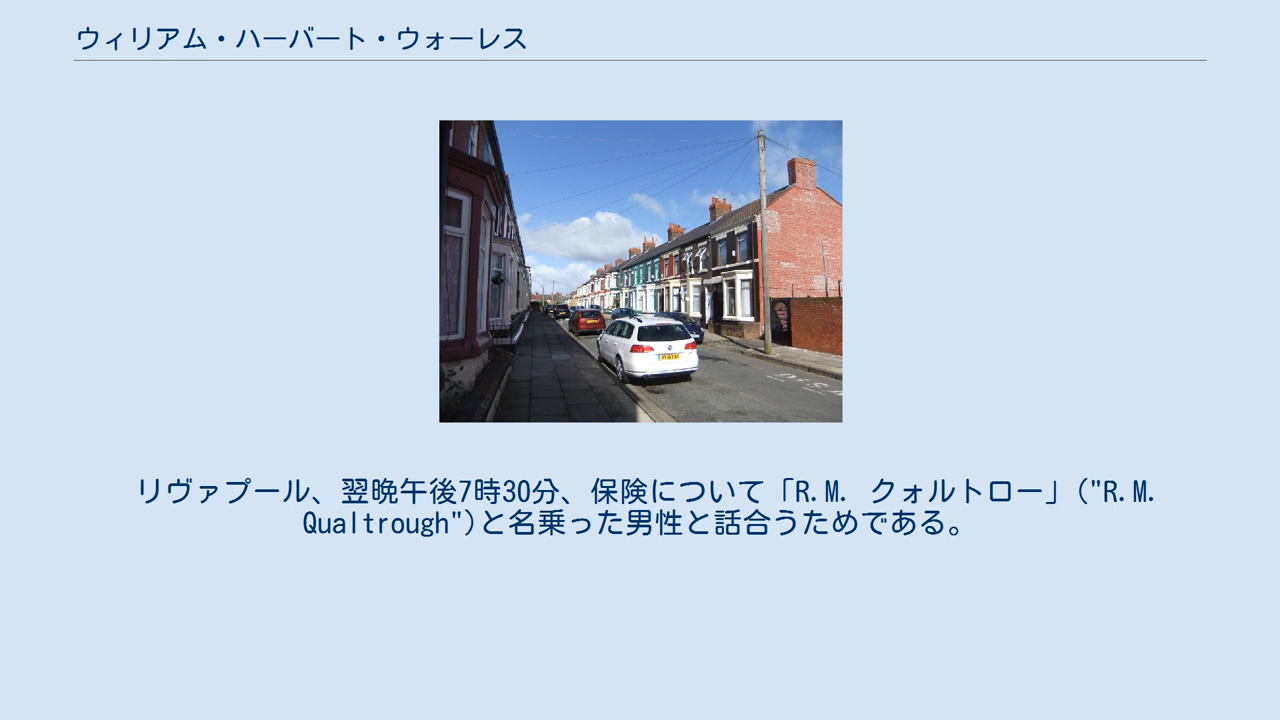 ウィリアム・ハーバート・ウォーレス
リヴァプール、翌晩午後7時30分、保険について「R.M. クォルトロー」("R.M.
Qualtrough")と名乗った男性と話合うためである。